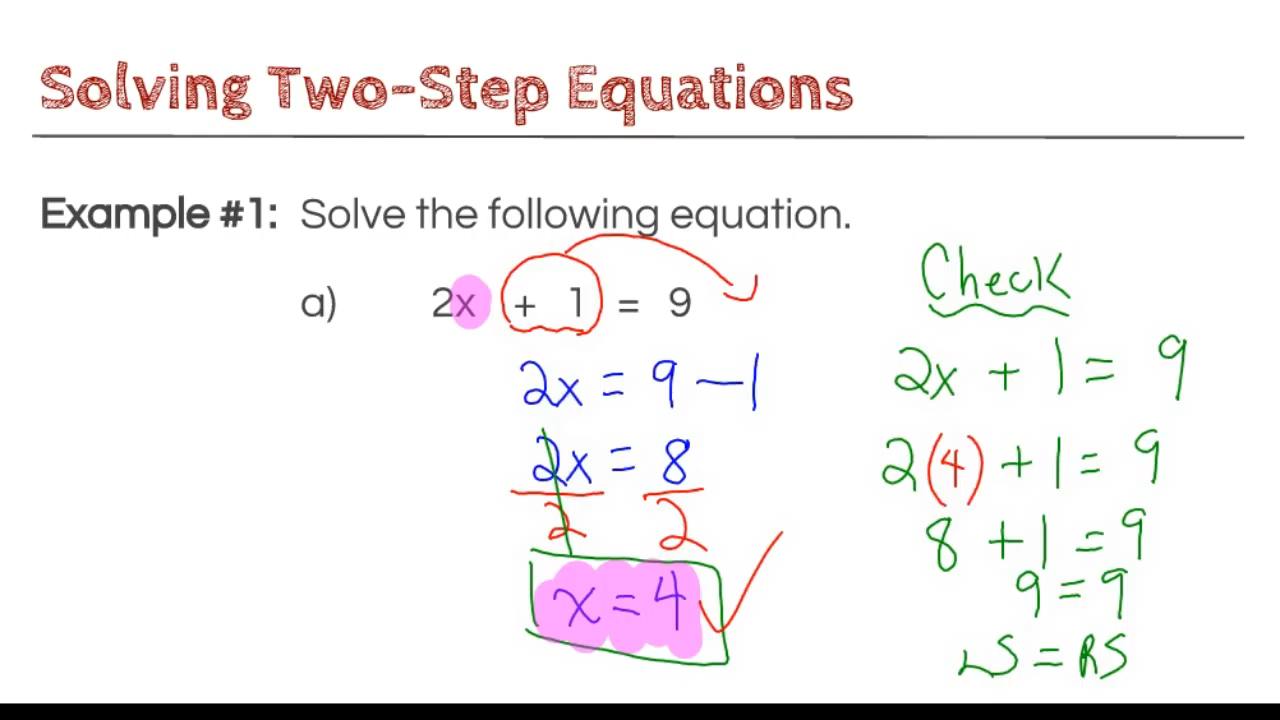 Solving Two-Step Equations
Example #1: Solve the following equation.
a) 2x + 1 = 9
2x = 9 – 1
2x = 8
2 2
x = 4
Check
2x + 1 = 9
2(4) + 1 = 9
8 + 1 = 9
9 = 9
LS = RS